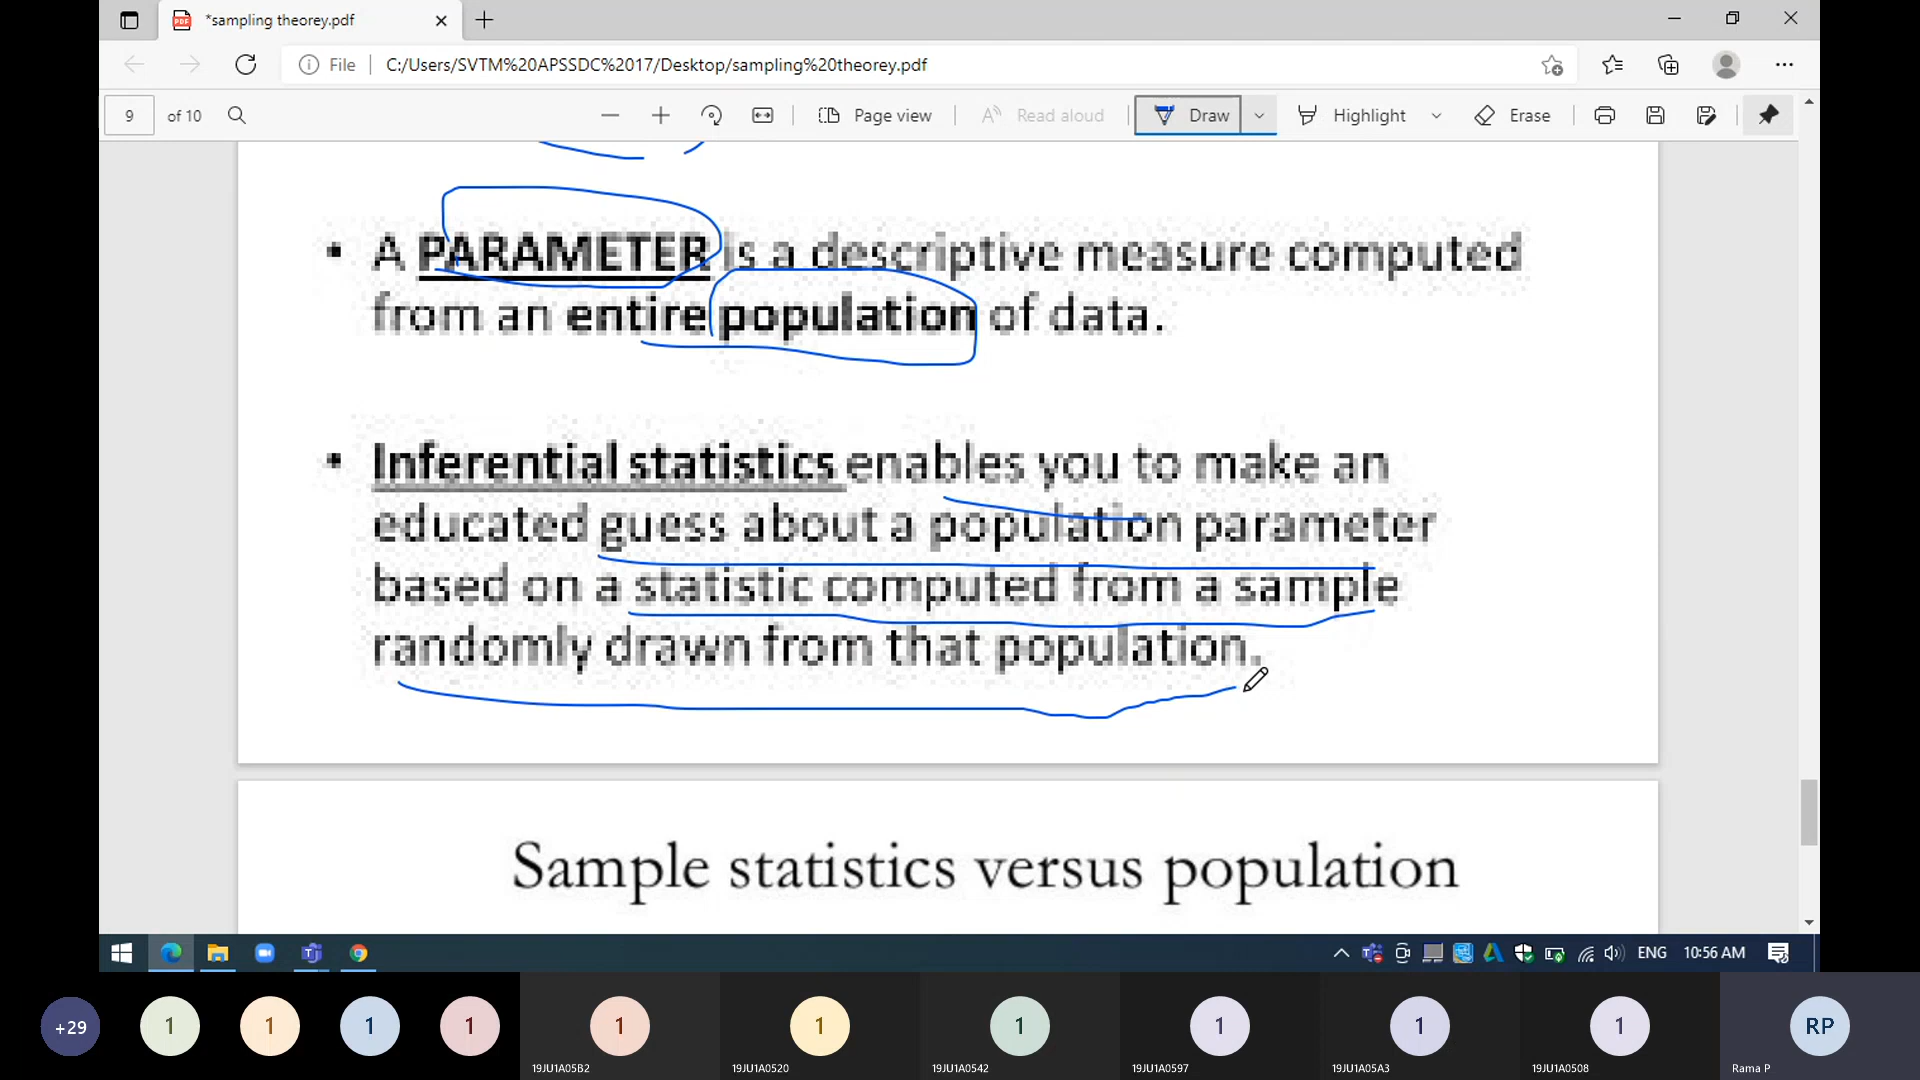 *sampling theorey.pdf
File
C:/Users/SVTM%20APSSDC%2017/Desktop/sampling%20theorey.pdf
9 of 10
Page view
Read aloud
Draw
Highlight
Erase
• A PARAMETER is a descriptive measure computed
from an entire population of data.
• Inferential statistics enables you to make an
educated guess about a population parameter
based on a statistic computed from a sample
randomly drawn from that population.
Sample statistics versus population
ENG
10:56 AM
+29
1
1
1
1
1
1
1
1
1
1
RP
19JU1A05B2
19JU1A0520
19JU1A0542
19JU1A0597
19JU1A05A3
19JU1A0508
Rama P